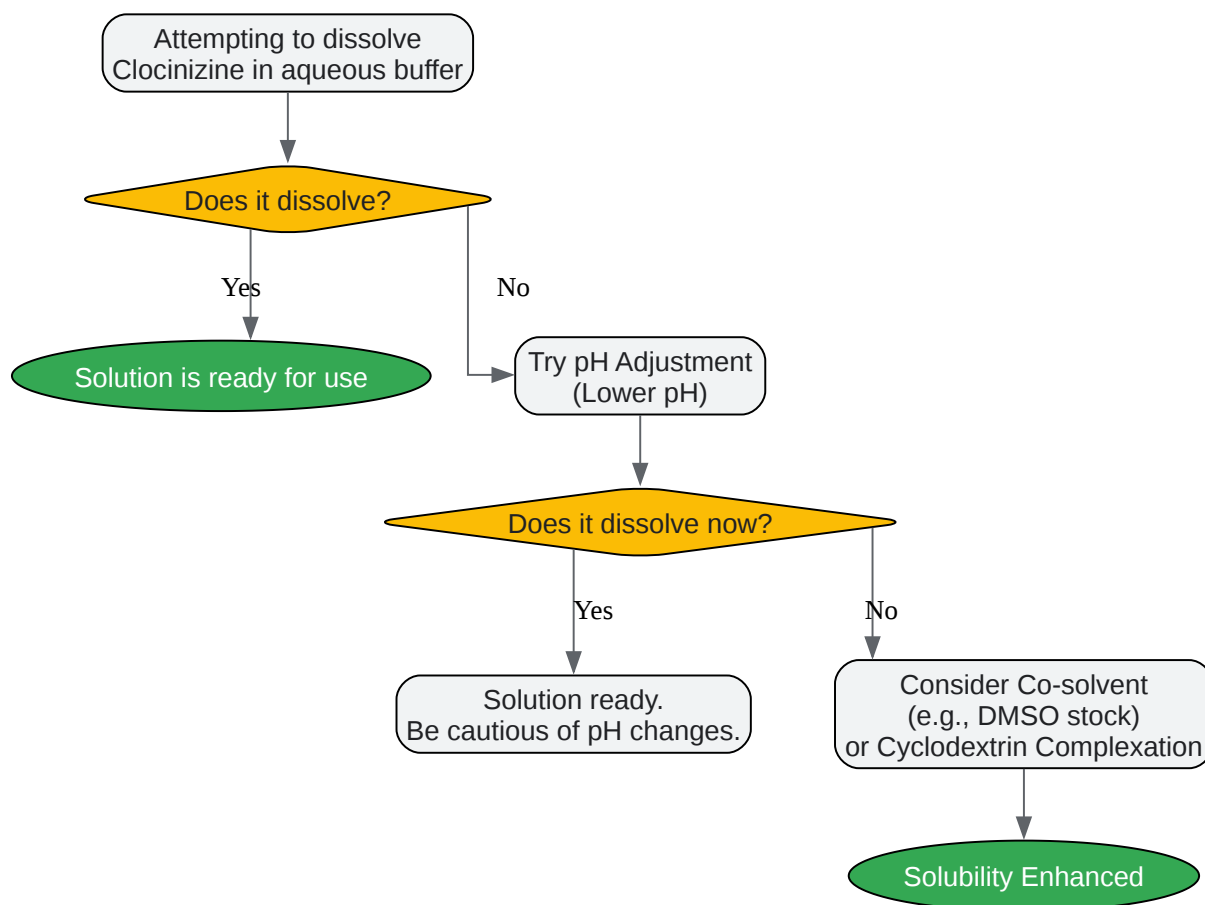 Attempting to dissolve
Clocinizine in aqueous buffer
Does it dissolve?
Yes
No
Solution is ready for use
Try pH Adjustment
(Lower pH)
Does it dissolve now?
Yes
No
Solution ready.
Be cautious of pH changes.
Consider Co-solvent
(e.g., DMSO stock)
or Cyclodextrin Complexation
Solubility Enhanced